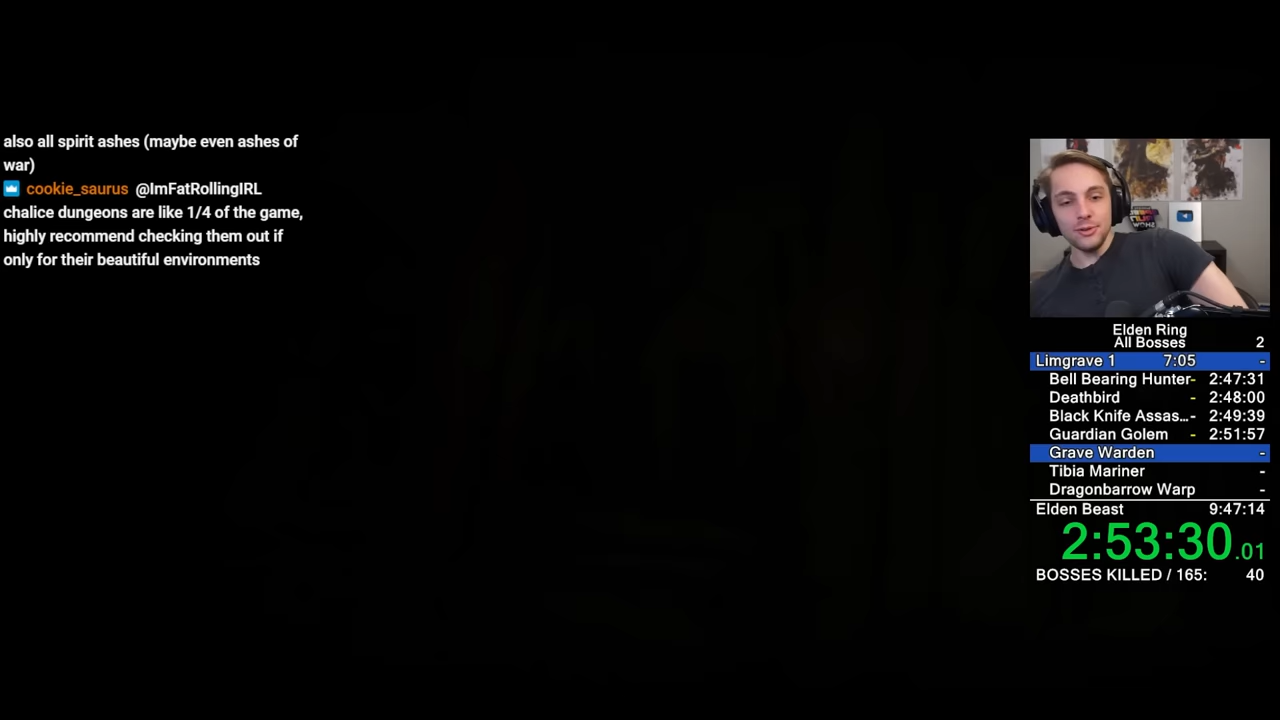 also all spirit ashes (maybe even ashes of
war)
cookie_saurus @ImFatRollingIRL
chalice dungeons are like 1/4 of the game,
highly recommend checking them out if
only for their beautiful environments
Elden Ring
All Bosses 2
Limgrave 1 7:05 -
Bell Bearing Hunter- 2:47:31
Deathbird - 2:48:00
Black Knife Assas...- 2:49:39
Guardian Golem - 2:51:57
Grave Warden -
Tibia Mariner -
Dragonbarrow Warp -
Elden Beast 9:47:14
2:53:30.01
BOSSES KILLED / 165: 40